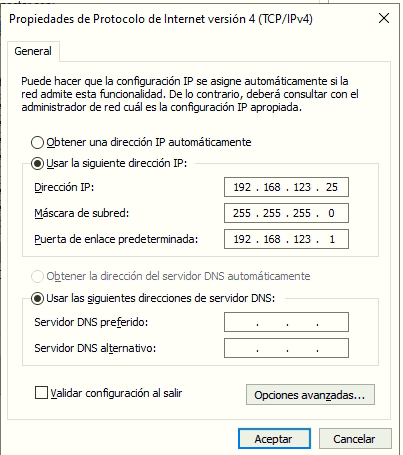 Propiedades de Protocolo de Internet versión 4 (TCP/IPv4)
General
Puede hacer que la configuración IP se asigne automáticamente si la
red admite esta funcionalidad. De lo contrario, deberá consultar con el
administrador de red cuál es la configuración IP apropiada.
Obtener una dirección IP automáticamente
Usar la siguiente dirección IP:
Dirección IP: 192 . 168 . 123 . 25
Máscara de subred: 255 . 255 . 255 . 0
Puerta de enlace predeterminada: 192 . 168 . 123 . 1
Obtener la dirección del servidor DNS automáticamente
Usar las siguientes direcciones de servidor DNS:
Servidor DNS preferido: . . .
Servidor DNS alternativo: . . .
Validar configuración al salir
Opciones avanzadas...
Aceptar Cancelar